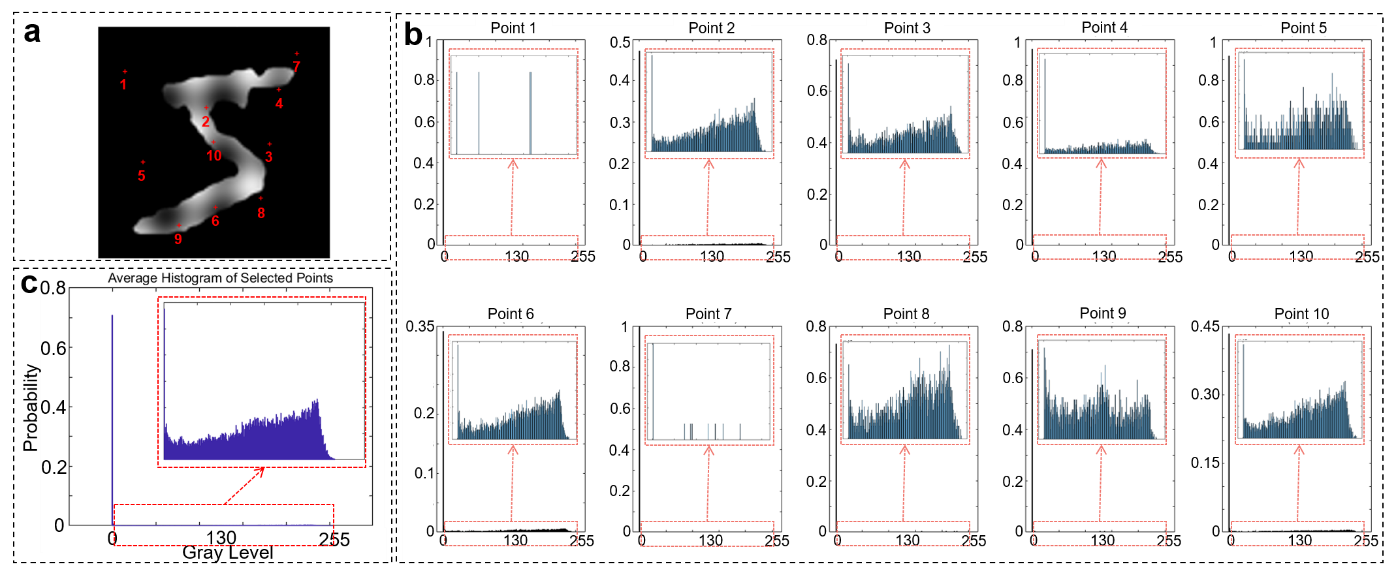 a
1
7
4
2
10
3
5
6
8
9
b
Point 1
Point 2
Point 3
Point 4
Point 5
1
0.8
0.6
0.4
0.2
0
0 130 255
0.5
0.4
0.3
0.2
0.1
0
0 130 255
0.8
0.6
0.4
0.2
0
0 130 255
1
0.8
0.6
0.4
0.2
0
0 130 255
1
0.8
0.6
0.4
0.2
0
0 130 255
Point 6
Point 7
Point 8
Point 9
Point 10
0.35
0.2
0.1
0
0 130 255
1
0.8
0.6
0.4
0.2
0
0 130 255
0.8
0.6
0.4
0.2
0
0 130 255
0.8
0.6
0.4
0.2
0
0 130 255
0.45
0.30
0.15
0
0 130 255
c
Average Histogram of Selected Points
Probability
0.8
0.6
0.4
0.2
0
0 130 255
Gray Level